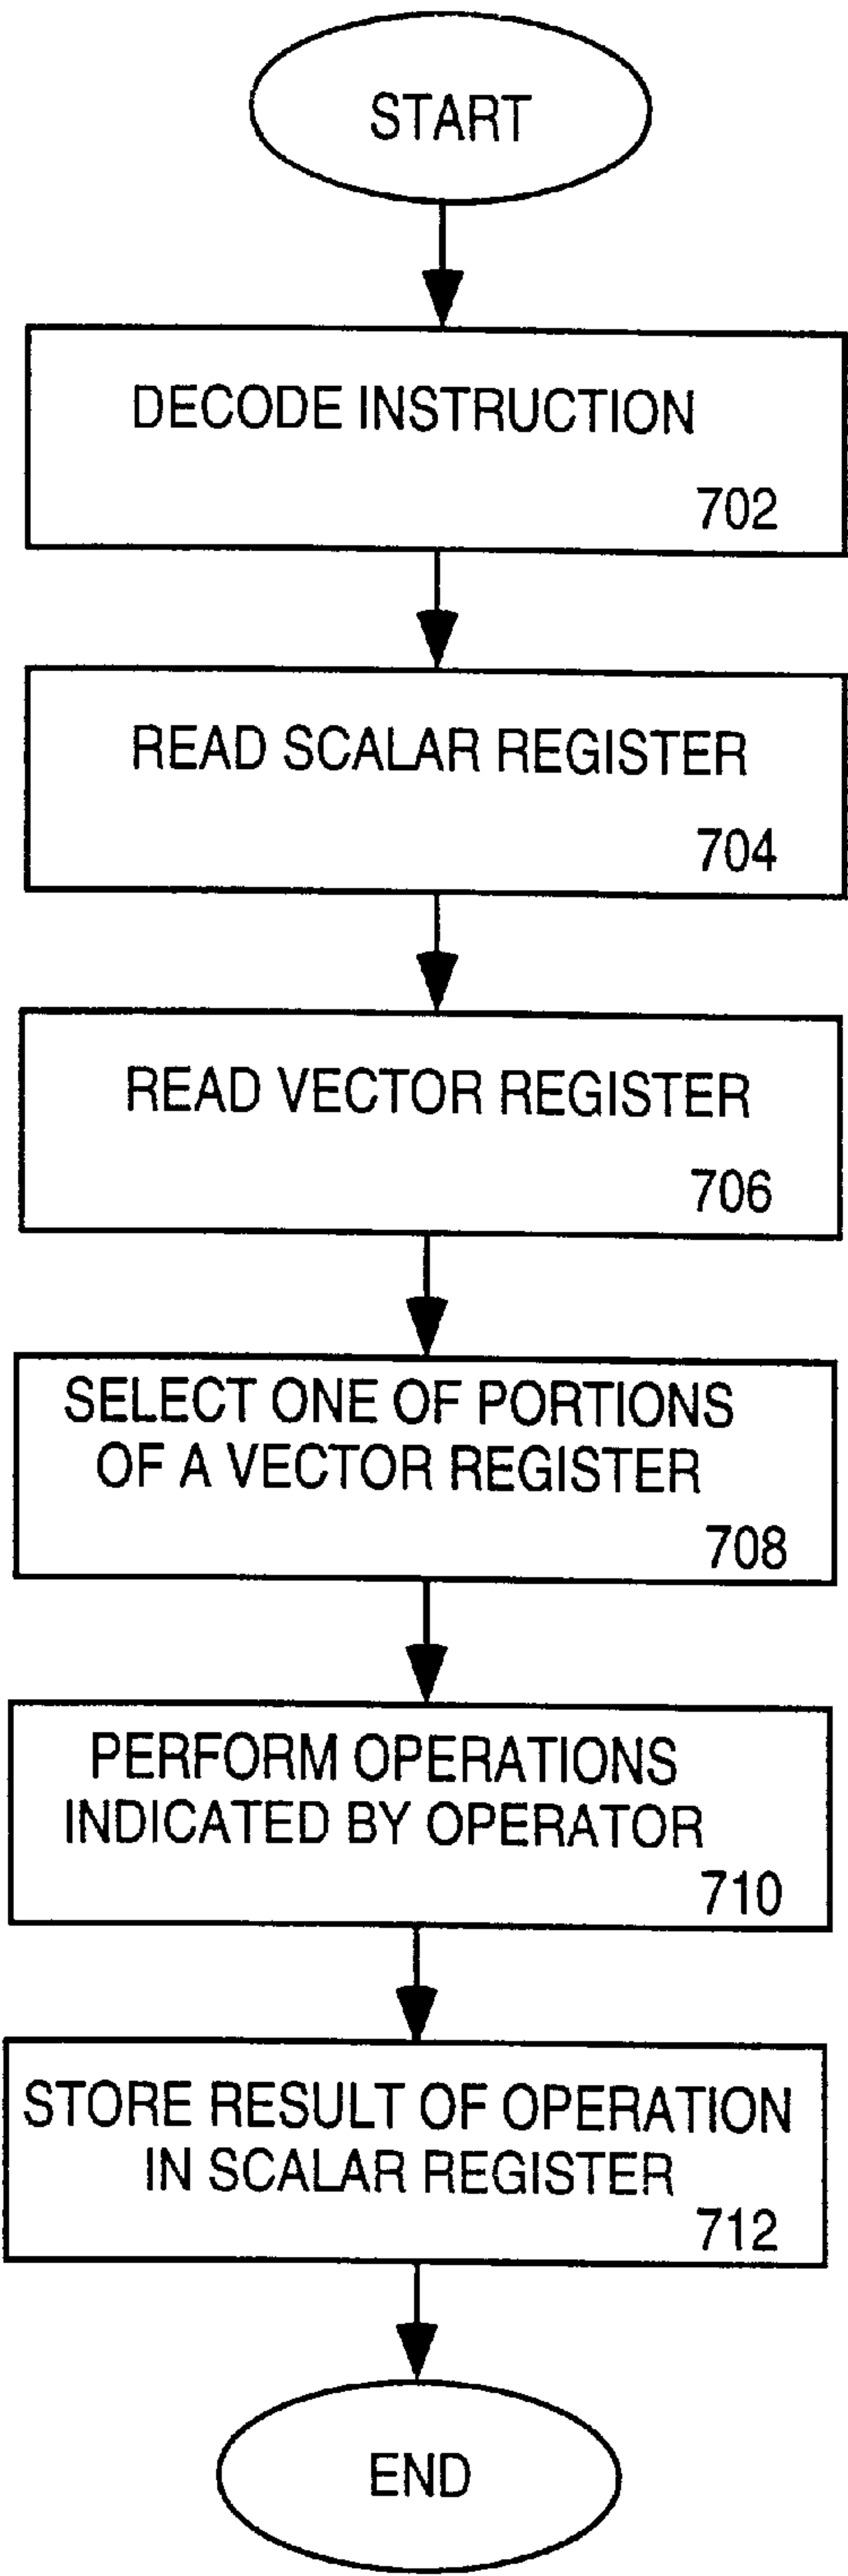 START
DECODE INSTRUCTION
702
READ SCALAR REGISTER
704
READ VECTOR REGISTER
706
SELECT ONE OF PORTIONS
OF A VECTOR REGISTER
708
PERFORM OPERATIONS
INDICATED BY OPERATOR
710
STORE RESULT OF OPERATION
IN SCALAR REGISTER
712
END